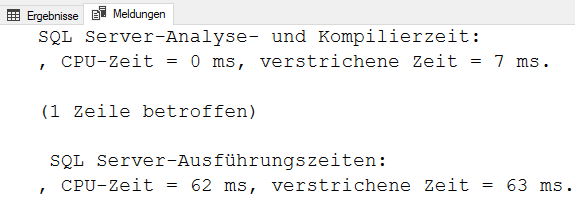 Ergebnisse Meldungen
SQL Server-Analyse- und Kompilierzeit:
, CPU-Zeit = 0 ms, verstrichene Zeit = 7 ms.
(1 Zeile betroffen)
SQL Server-Ausführungszeiten:
, CPU-Zeit = 62 ms, verstrichene Zeit = 63 ms.